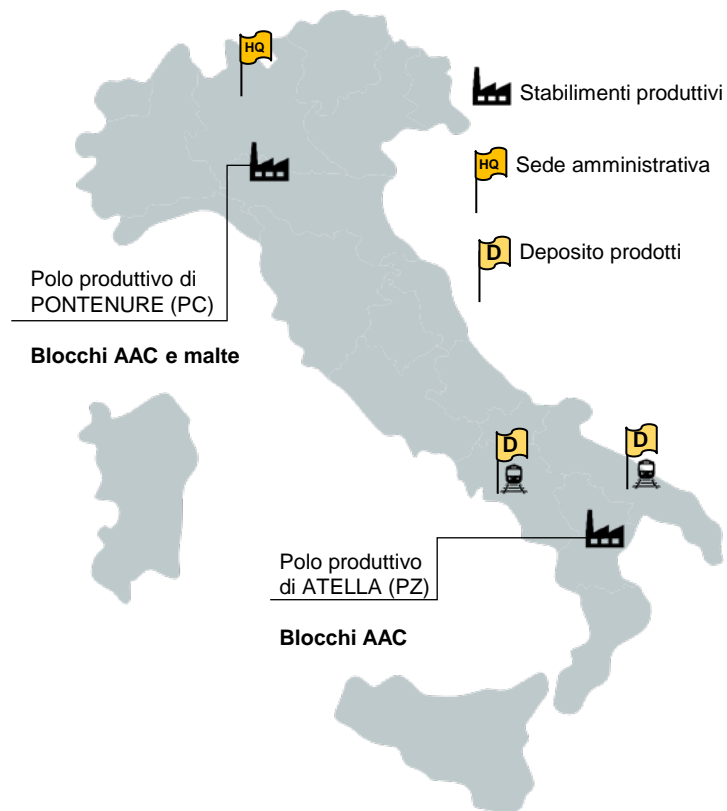 HQ
Stabilimenti produttivi
HQ
Sede amministrativa
D
Deposito prodotti
Polo produttivo di
PONTENURE (PC)
Blocchi AAC e malte
D
D
Polo produttivo
di ATELLA (PZ)
Blocchi AAC